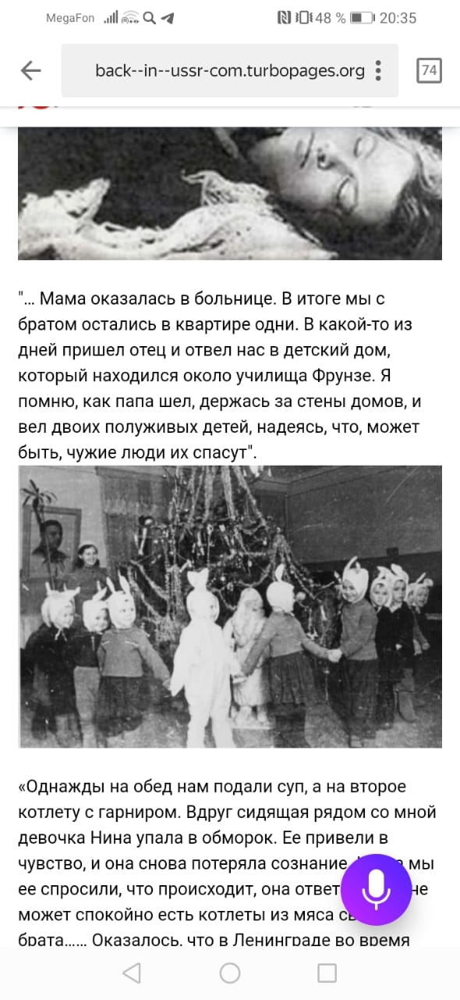 MegaFon 48 % 20:35
back--in--ussr-com.turbopages.org 74
"... Мама оказалась в больнице. В итоге мы с
братом остались в квартире одни. В какой-то из
дней пришел отец и отвел нас в детский дом,
который находился около училища Фрунзе. Я
помню, как папа шел, держась за стены домов, и
вел двоих полуживых детей, надеясь, что, может
быть, чужие люди их спасут".
«Однажды на обед нам подали суп, а на второе
котлету с гарниром. Вдруг сидящая рядом со мной
девочка Нина упала в обморок. Ее привели в
чувство, и она снова потеряла сознание. мы
ее спросили, что происходит, она не
может спокойно есть котлеты из мяса
брата...... Оказалось, что в Ленинграде во время